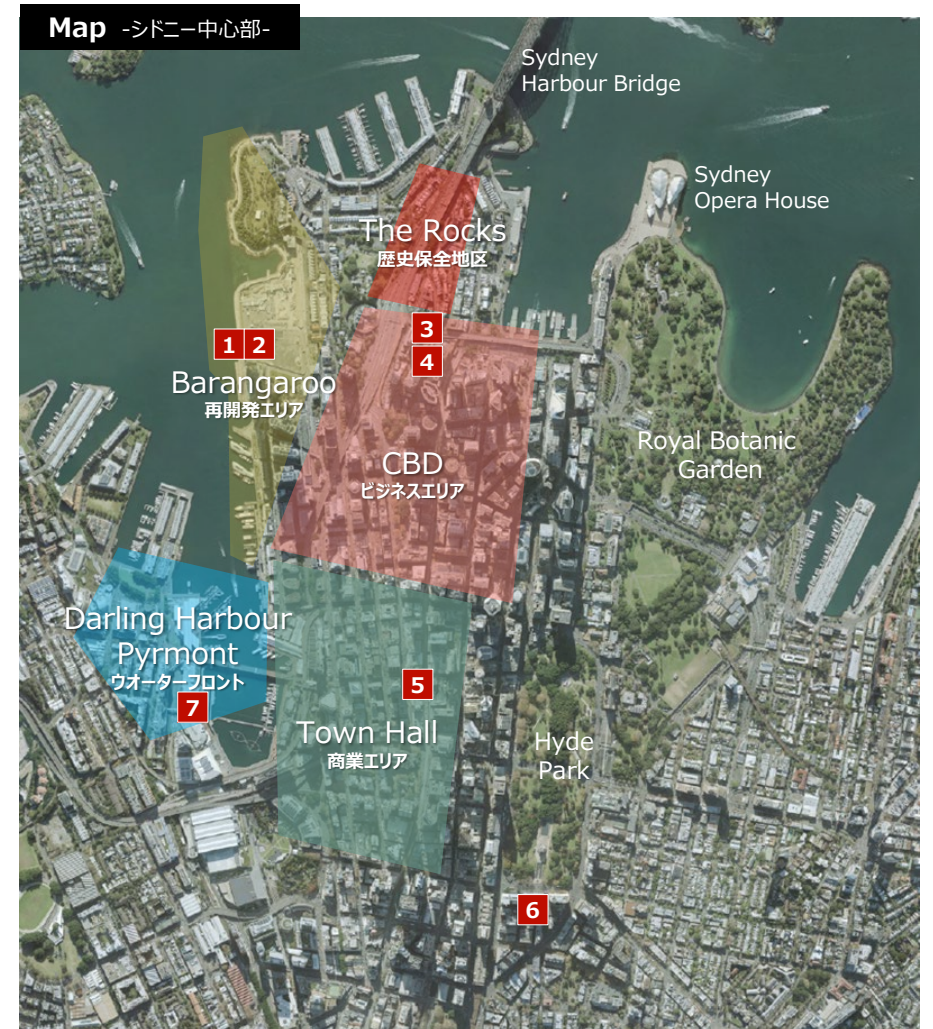 Map -シドニー中心部-
Sydney
Harbour Bridge
Sydney
Opera House
The Rocks
歴史保全地区
3
1 2
4
Barangaroo
再開発エリア
Royal Botanic
Garden
CBD
ビジネスエリア
Darling Harbour
Pyrmont
ウオーターフロント
5
7
Town Hall
商業エリア
Hyde
Park
6